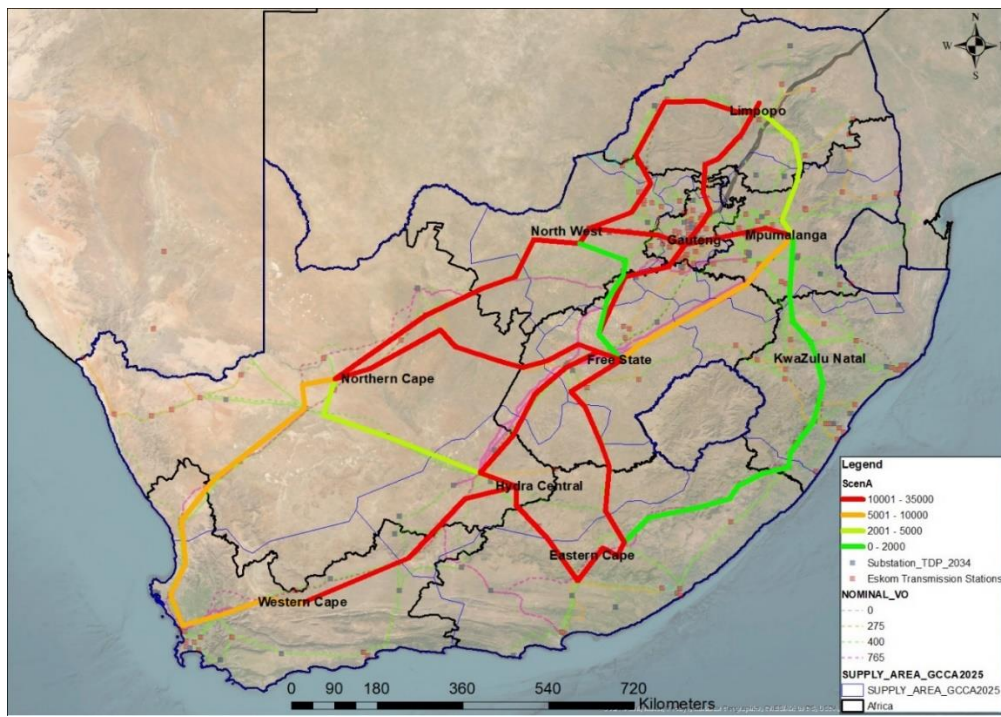 N
W
S
Limpopo
North West
Gauteng
Mpumalanga
Free State
KwaZulu Natal
Northern Cape
Hydra Central
Eastern Cape
Western Cape
Legend
ScenA
10001 - 35000
5001 - 10000
2001 - 5000
0 - 2000
Substation_TDP_2034
Eskom Transmission Stations
NOMINAL_VO
0
275
400
765
SUPPLY_AREA_GCCA2025
SUPPLY_AREA_GCCA2025
Africa
0 90 180 360 540 720
Kilometers